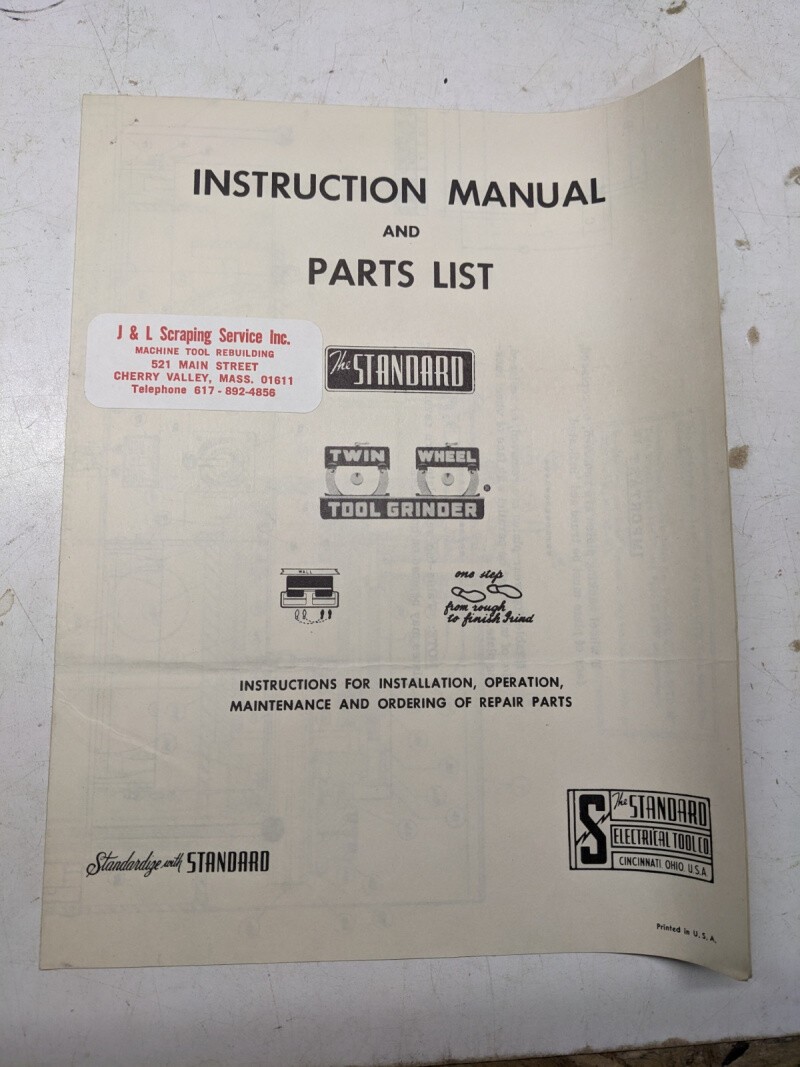 INSTRUCTION MANUAL
AND
PARTS LIST
J & L Scraping Service Inc.
MACHINE TOOL REBUILDING
521 MAIN STREET
CHERRY VALLEY, MASS. 01611
Telephone 617-892-4856
The STANDARD
TWIN WHEEL
®
TOOL GRINDER
WALL
one step
from rough
to finish Grind
INSTRUCTIONS FOR INSTALLATION, OPERATION,
MAINTENANCE AND ORDERING OF REPAIR PARTS
Standardize with STANDARD
S
The STANDARD
ELECTRICAL TOOL CO.
CINCINNATI, OHIO U.S.A.
Printed in U. S. A.